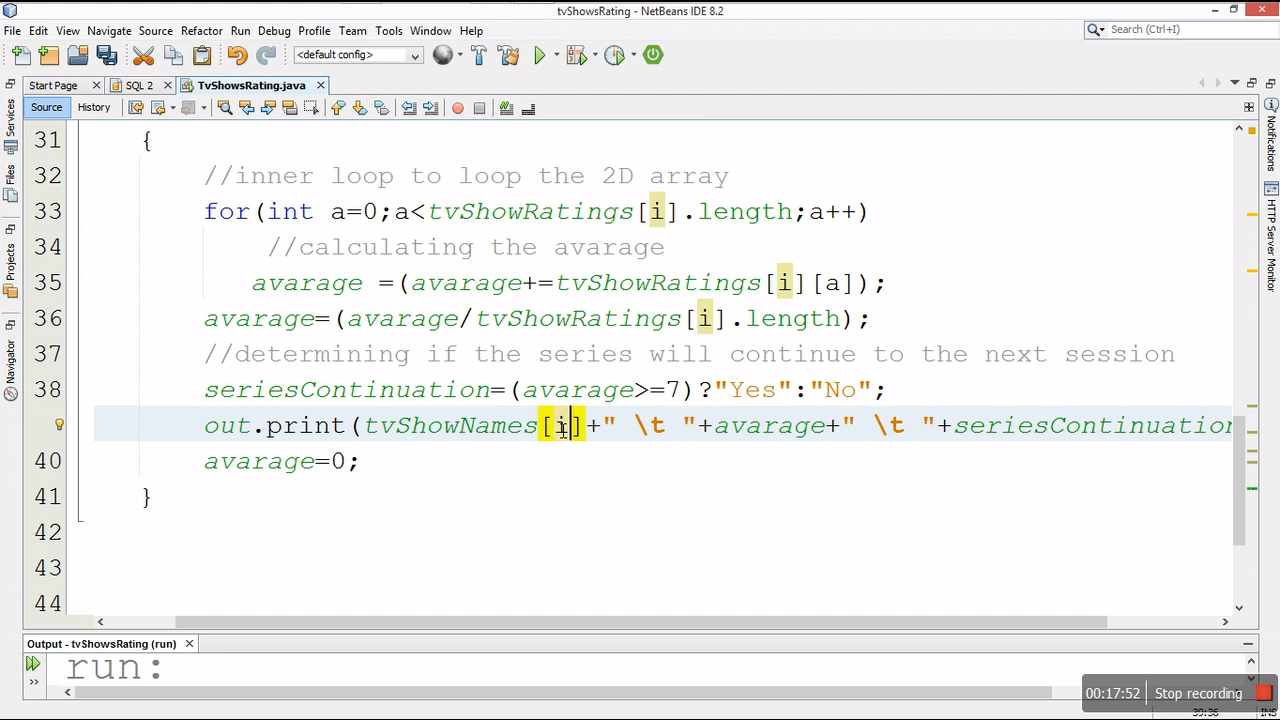 tvShowsRating - NetBeans IDE 8.2
File Edit View Navigate Source Refactor Run Debug Profile Team Tools Window Help
Search (Ctrl+I)
<default config>
Start Page SQL 2 TvShowsRating.java
Source History
Services
Files
Projects
Navigator
Notifications
HTTP Server Monitor
31 {
32 //inner loop to loop the 2D array
33 for(int a=0;a<tvShowRatings[i].length;a++)
34 //calculating the avarage
35 avarage =(avarage+=tvShowRatings[i][a]);
36 avarage=(avarage/tvShowRatings[i].length);
37 //determining if the series will continue to the next session
38 seriesContinuation=(avarage>=7)?"Yes":"No";
out.print(tvShowNames[i]+" \t "+avarage+" \t "+seriesContinuation
40 avarage=0;
41 }
42
43
44
Output - tvShowsRating (run)
run:
00:17:52 Stop recording
39:36 INS